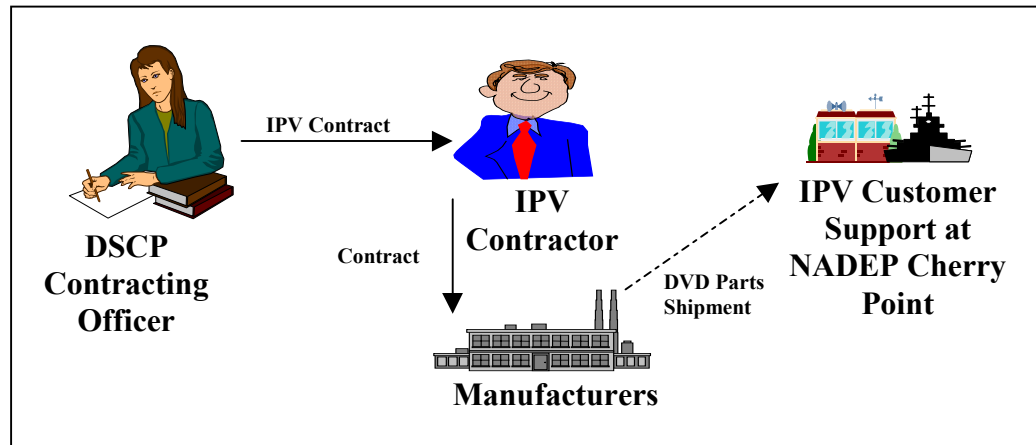 IPV Contract
DSCP
Contracting
Officer
IPV
Contractor
Contract
Manufacturers
DVD Parts
Shipment
IPV Customer
Support at
NADEP Cherry
Point